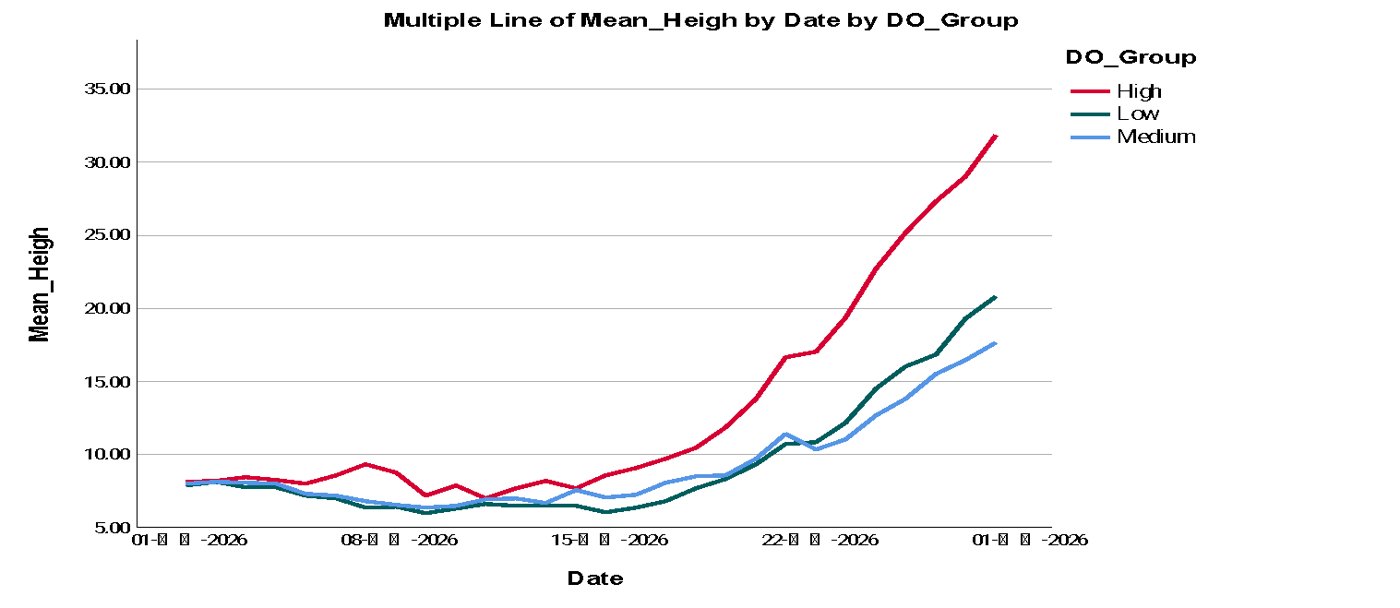 Multiple Line of Mean_Heigh by Date by DO_Group
DO_Group
High
Low
Medium
Mean_Heigh
35.00
30.00
25.00
20.00
15.00
10.00
5.00
01- -2026
08- -2026
15- -2026
22- -2026
01- -2026
Date